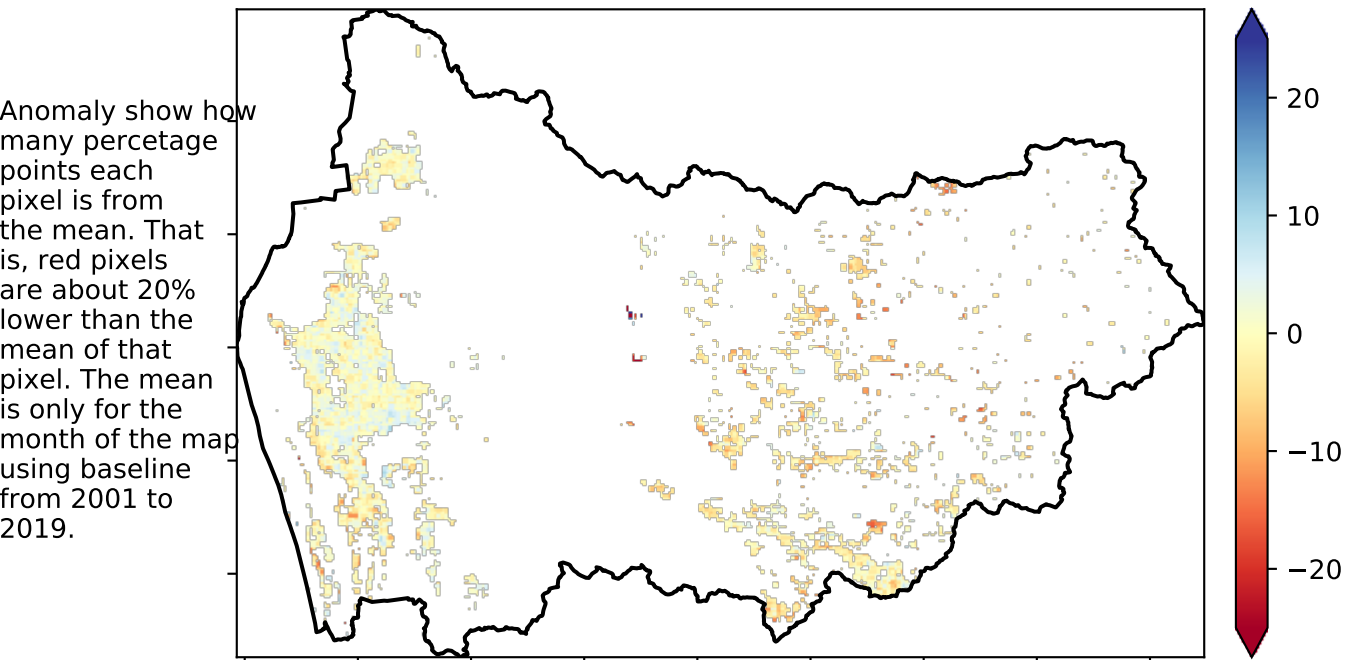 Anomaly show how
many percetage
points each
pixel is from
the mean. That
is, red pixels
are about 20%
lower than the
mean of that
pixel. The mean
is only for the
month of the map
using baseline
from 2001 to
2019.
20
10
0
−10
−20